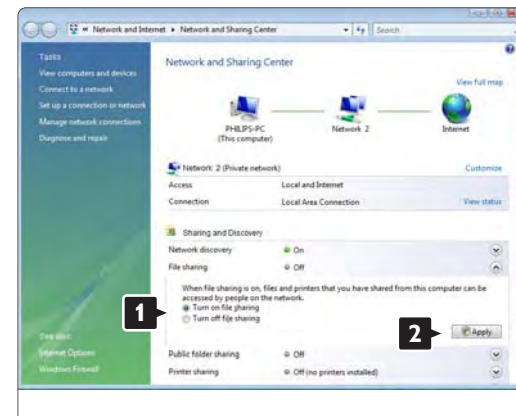 Network and Internet ▸ Network and Sharing Center
Search
Tasks
View computers and devices
Connect to a network
Set up a connection or network
Manage network connections
Diagnose and repair
Network and Sharing Center
View full map
PHILIPS-PC
(This computer)
Network 2
Internet
Network 2 (Private network)
Customize
Access
Local and Internet
Connection
Local Area Connection
View status
Sharing and Discovery
Network discovery
On
File sharing
Off
When file sharing is on, files and printers that you have shared from this computer can be
accessed by people on the network.
1
Turn on file sharing
Turn off file sharing
2
Apply
See also
Internet Options
Windows Firewall
Public folder sharing
Off
Printer sharing
Off (no printers installed)